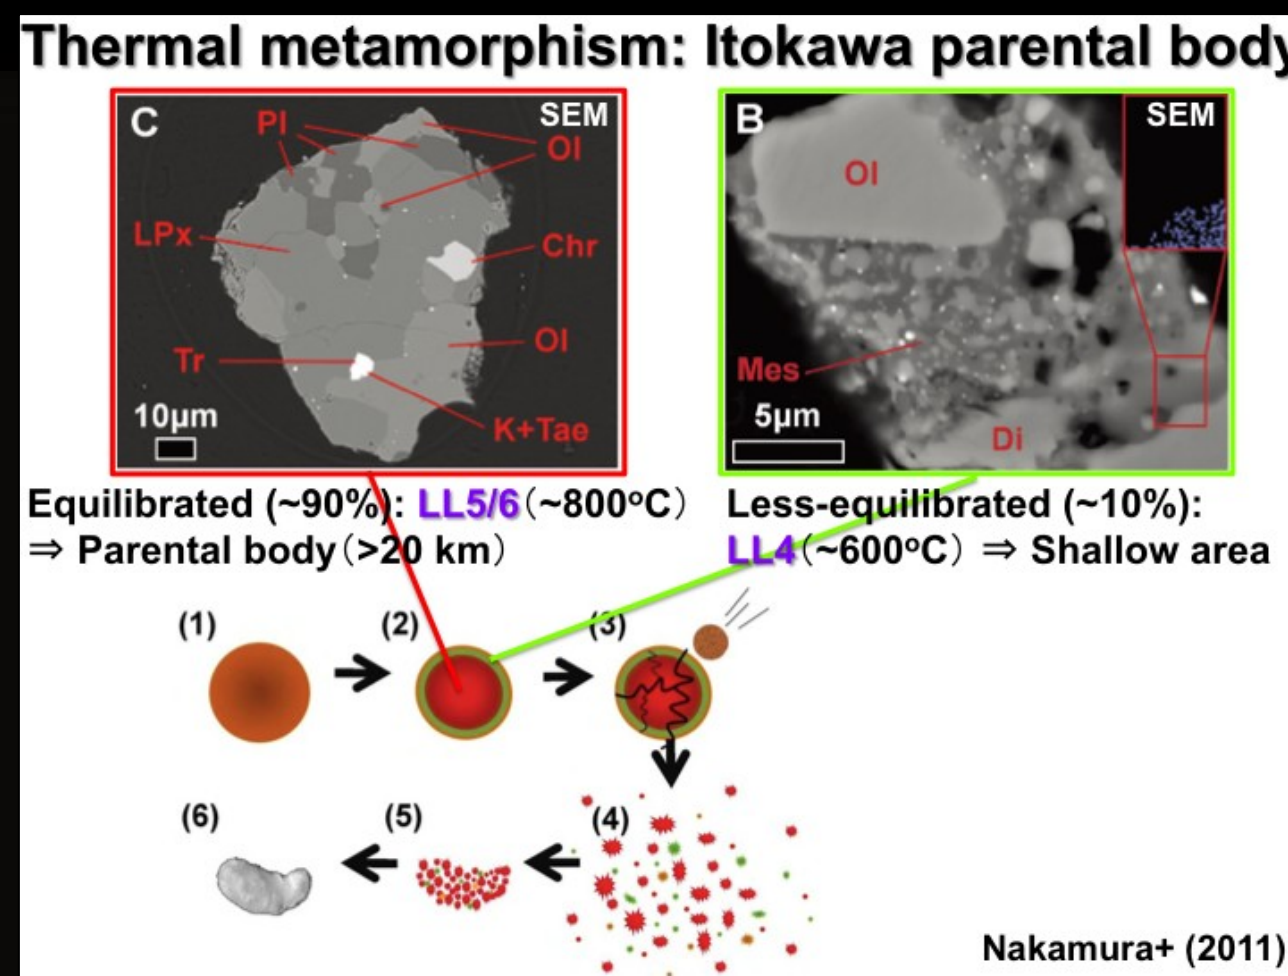 Thermal metamorphism: Itokawa parental body
C
SEM
Pl
Ol
LPx
Chr
Tr
Ol
K+Tae
10μm
B
SEM
Ol
Mes
5μm
Di
Equilibrated (~90%): LL5/6(~800°C)
⇒ Parental body(>20 km)
Less-equilibrated (~10%):
LL4(~600°C) ⇒ Shallow area
(1)
(2)
(3)
(6)
(5)
(4)
Nakamura+ (2011)